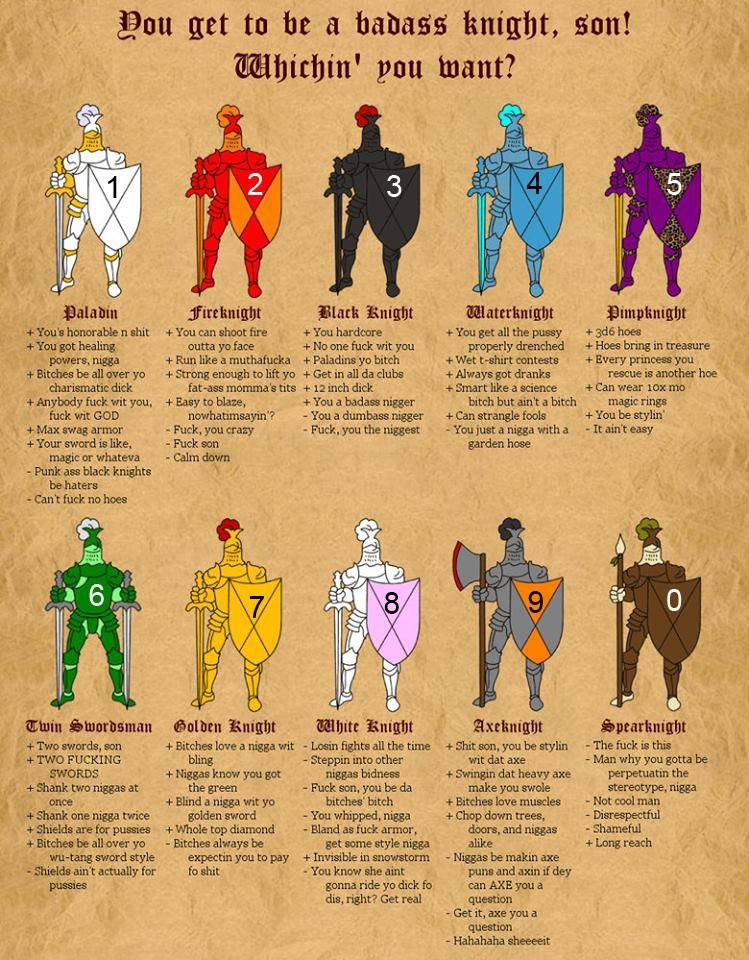 You get to be a badass knight, son!
Whichin' you want?
1
2
3
4
5
Paladin
+ You's honorable n shit
+ You got healing
powers, nigga
+ Bitches be all over yo
charismatic dick
+ Anybody fuck wit you,
fuck wit GOD
+ Max swag armor
+ Your sword is like,
magic or whateva
- Punk ass black knights
be haters
- Can't fuck no hoes
Fireknight
+ You can shoot fire
outta yo face
+ Run like a muthafucka
+ Strong enough to lift yo
fat-ass momma's tits
+ Easy to blaze,
nowhatimsayin'?
- Fuck, you crazy
- Fuck son
- Calm down
Black Knight
+ You hardcore
+ No one fuck wit you
+ Paladins yo bitch
+ Get in all da clubs
+ 12 inch dick
+ You a badass nigger
- You a dumbass nigger
- Fuck, you the niggest
Waterknight
+ You get all the pussy
properly drenched
+ Wet t-shirt contests
+ Always got dranks
+ Smart like a science
bitch but ain't a bitch
+ Can strangle fools
- You just a nigga with a
garden hose
Pimpknight
+ 3d6 hoes
+ Hoes bring in treasure
+ Every princess you
rescue is another hoe
+ Can wear 10x mo
magic rings
+ You be stylin'
- It ain't easy
6
7
8
9
0
Twin Swordsman
+ Two swords, son
+ TWO FUCKING
SWORDS
+ Shank two niggas at
once
+ Shank one nigga twice
+ Shields are for pussies
+ Bitches be all over yo
wu-tang sword style
- Shields ain't actually for
pussies
Golden Knight
+ Bitches love a nigga wit
bling
+ Niggas know you got
the green
+ Blind a nigga wit yo
golden sword
+ Whole top diamond
- Bitches always be
expectin you to pay
fo shit
White Knight
- Losin fights all the time
- Steppin into other
niggas bidness
- Fuck son, you be da
bitches' bitch
- You whipped, nigga
- Bland as fuck armor,
get some style nigga
+ Invisible in snowstorm
- You know she aint
gonna ride yo dick fo
dis, right? Get real
Axeknight
+ Shit son, you be stylin
wit dat axe
+ Swingin dat heavy axe
make you swole
+ Bitches love muscles
+ Chop down trees,
doors, and niggas
alike
- Niggas be makin axe
puns and axin if dey
can AXE you a
question
- Get it, axe you a
question
- Hahahaha sheeeeit
Spearknight
- The fuck is this
- Man why you gotta be
perpetuatin the
stereotype, nigga
- Not cool man
- Disrespectful
- Shameful
+ Long reach